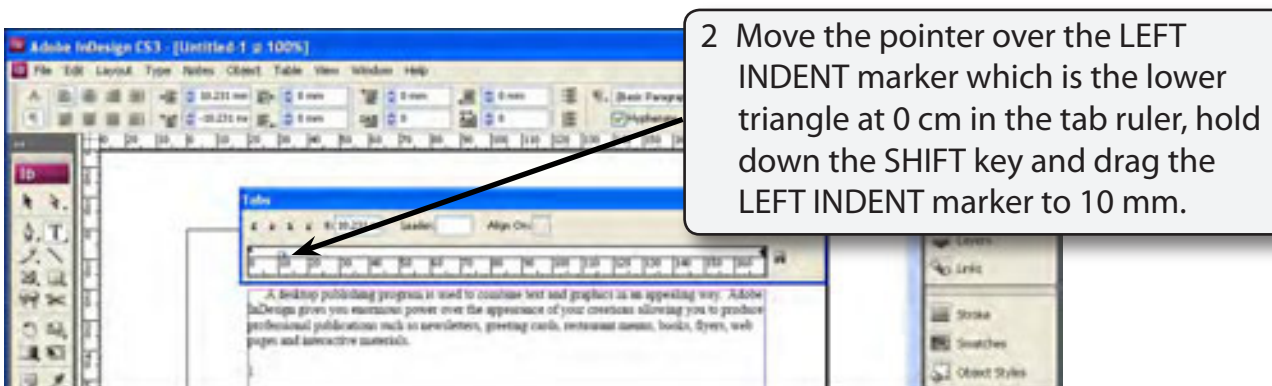 Adobe InDesign CS3 - [Untitled-1 @ 100%]
File Edit Layout Type Notes Object Table View Window Help
2 Move the pointer over the LEFT
INDENT marker which is the lower
triangle at 0 cm in the tab ruler, hold
down the SHIFT key and drag the
LEFT INDENT marker to 10 mm.
Tabs
Leader: Align On:
A desktop publishing program is used to combine text and graphics in an appealing way. Adobe
InDesign gives you enormous power over the appearance of your creations allowing you to produce
professional publications such as newsletters, greeting cards, restaurant menus, books, flyers, web
pages and interactive materials.
Layers
Links
Stroke
Swatches
Object Styles